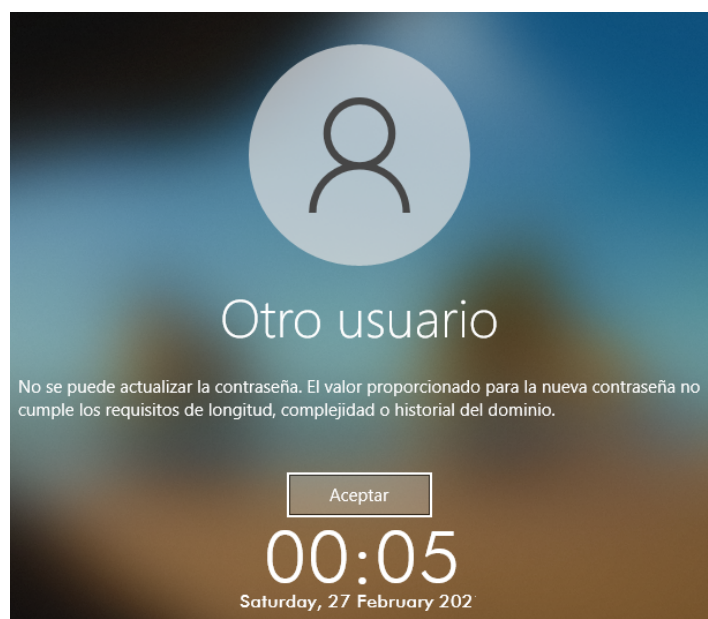 Otro usuario
No se puede actualizar la contraseña. El valor proporcionado para la nueva contraseña no
cumple los requisitos de longitud, complejidad o historial del dominio.
Aceptar
00:05
Saturday, 27 February